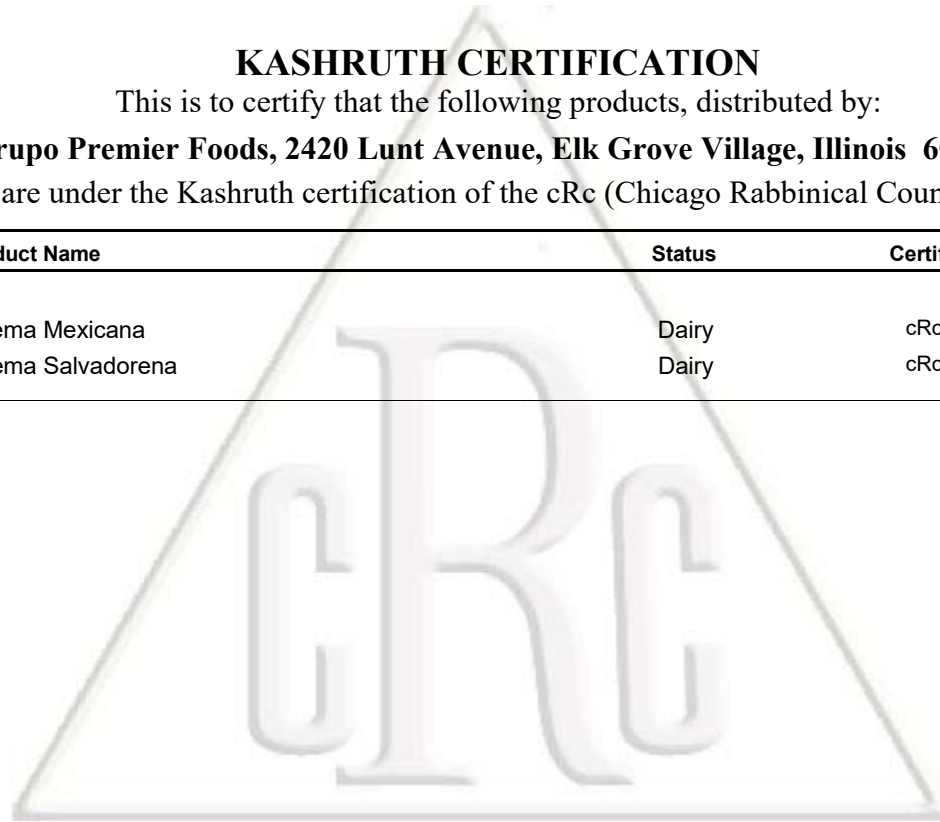 KASHRUTH CERTIFICATION
This is to certify that the following products, distributed by:
rupo Premier Foods, 2420 Lunt Avenue, Elk Grove Village, Illinois 6
are under the Kashruth certification of the cRc (Chicago Rabbinical Coun
duct Name Status Certif
ema Mexicana Dairy cRc
ema Salvadorena Dairy cRc
cRc